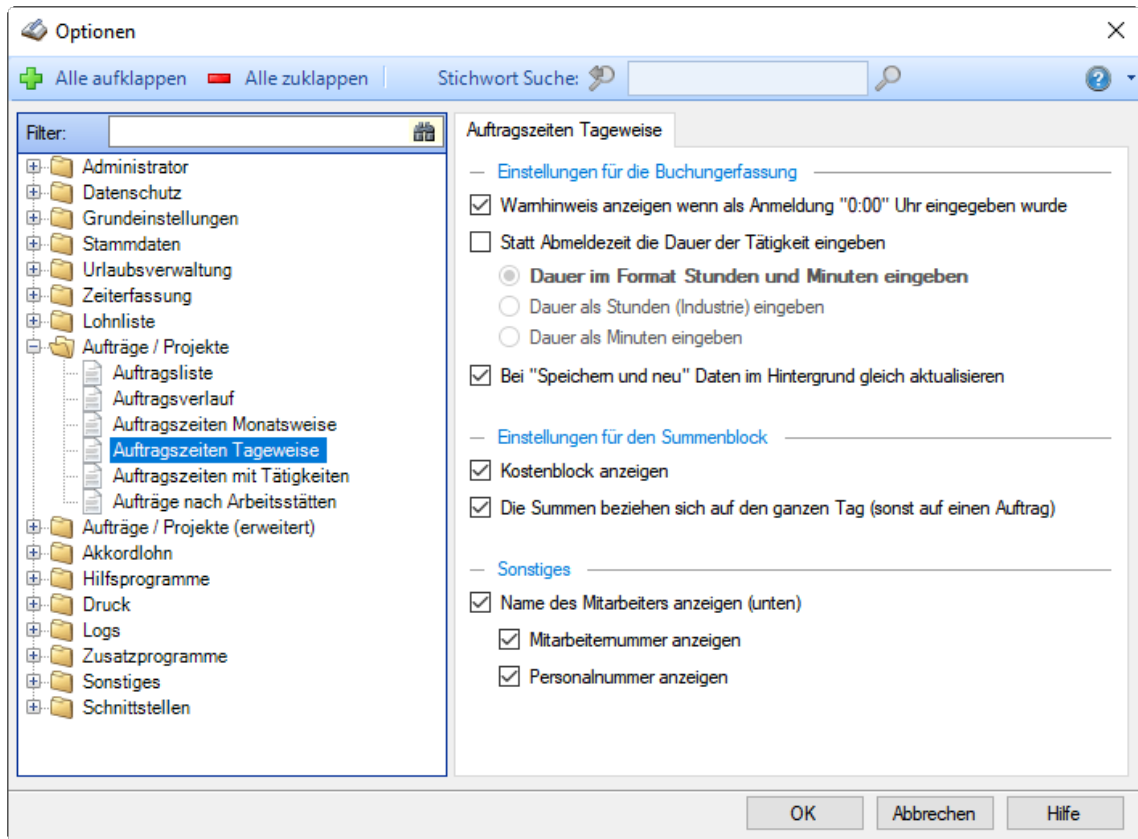 Optionen
Alle aufklappen Alle zuklappen Stichwort Suche:
Filter:
Administrator
Datenschutz
Grundeinstellungen
Stammdaten
Urlaubsverwaltung
Zeiterfassung
Lohnliste
Aufträge / Projekte
Auftragsliste
Auftragsverlauf
Auftragszeiten Monatsweise
Auftragszeiten Tageweise
Auftragszeiten mit Tätigkeiten
Aufträge nach Arbeitsstätten
Aufträge / Projekte (erweitert)
Akkordlohn
Hilfsprogramme
Druck
Logs
Zusatzprogramme
Sonstiges
Schnittstellen
Auftragszeiten Tageweise
Einstellungen für die Buchungerfassung
Warnhinweis anzeigen wenn als Anmeldung "0:00" Uhr eingegeben wurde
Statt Abmeldezeit die Dauer der Tätigkeit eingeben
Dauer im Format Stunden und Minuten eingeben
Dauer als Stunden (Industrie) eingeben
Dauer als Minuten eingeben
Bei "Speichern und neu" Daten im Hintergrund gleich aktualisieren
Einstellungen für den Summenblock
Kostenblock anzeigen
Die Summen beziehen sich auf den ganzen Tag (sonst auf einen Auftrag)
Sonstiges
Name des Mitarbeiters anzeigen (unten)
Mitarbeiternummer anzeigen
Personalnummer anzeigen
OK Abbrechen Hilfe